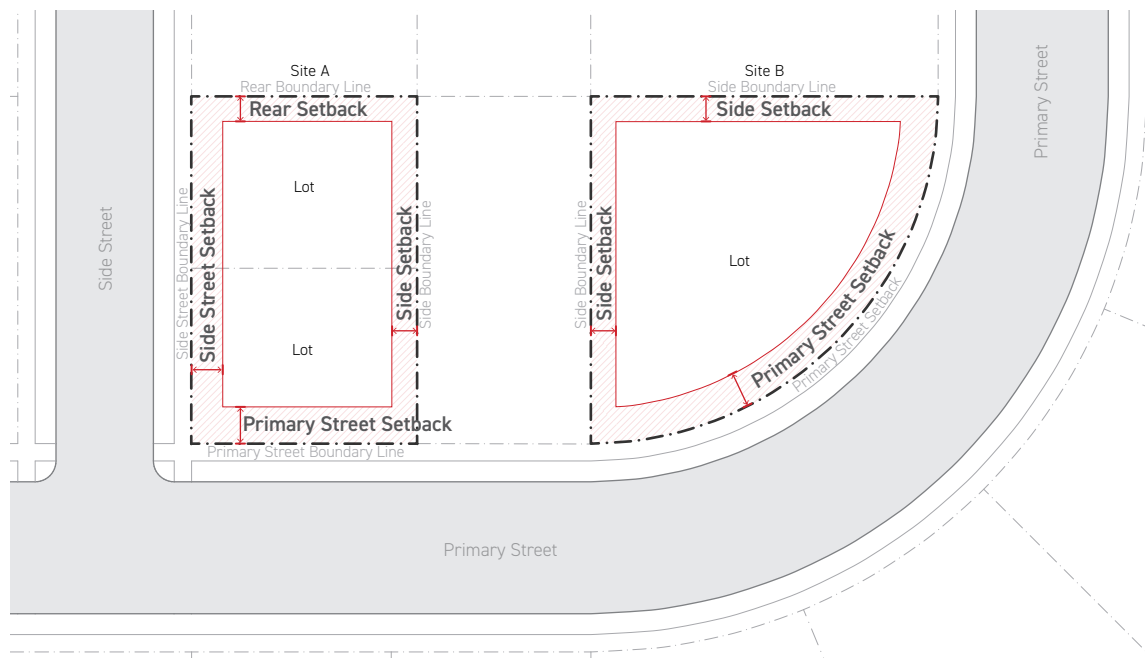 Site A
Rear Boundary Line
Rear Setback
Lot
Side Street
Side Street Boundary Line
Side Street Setback
Side Setback
Side Boundary Line
Lot
Primary Street Setback
Primary Street Boundary Line
Site B
Side Boundary Line
Side Setback
Side Boundary Line
Side Setback
Lot
Primary Street Setback
Primary Street Setback
Primary Street
Primary Street